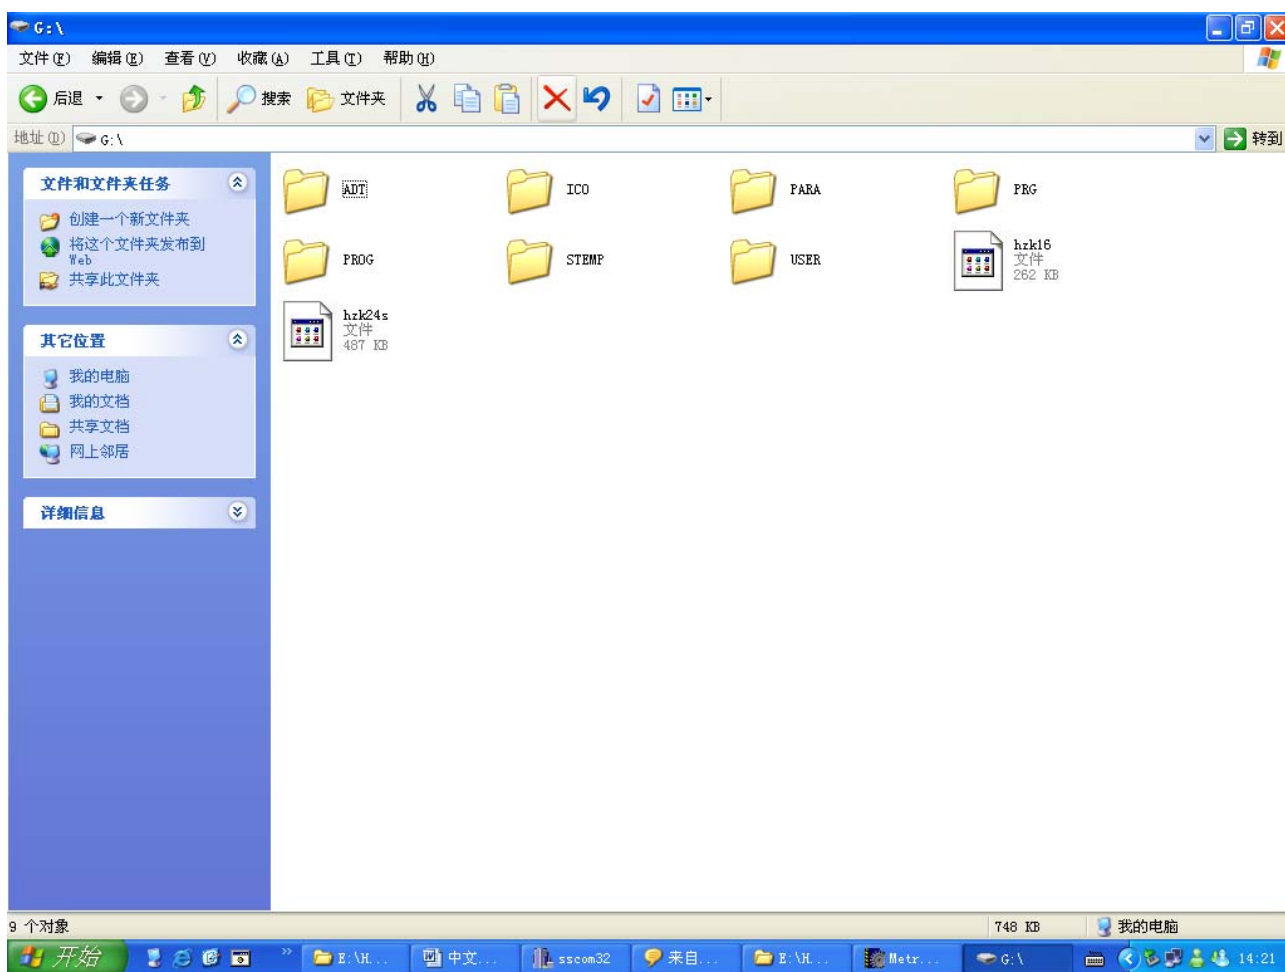 G:\
文件(F) 编辑(E) 查看(V) 收藏(A) 工具(T) 帮助(H)
后退 搜索 文件夹
地址(D) G:\ 转到
文件和文件夹任务
创建一个新文件夹
将这个文件夹发布到
Web
共享此文件夹
其它位置
我的电脑
我的文档
共享文档
网上邻居
详细信息
ADT ICO PARA PRG
PROG STEMP USER hzk16
文件
262 KB
hzk24s
文件
487 KB
9 个对象 748 KB 我的电脑
开始 » E:\H... 中文... sscom32 来自... E:\H... Metr... G:\ 14:21